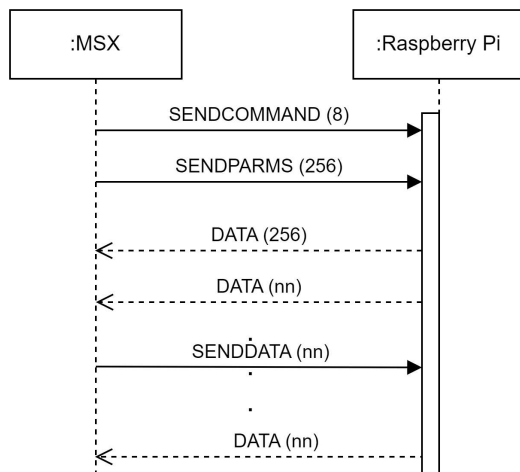 :MSX
:Raspberry Pi
SENDCOMMAND (8)
SENDPARMS (256)
DATA (256)
DATA (nn)
.
SENDDATA (nn)
.
.
DATA (nn)